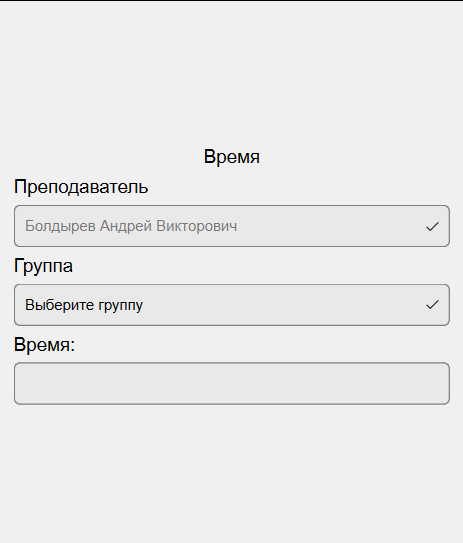 Время
Преподаватель
Болдырев Андрей Викторович
Группа
Выберите группу
Время: